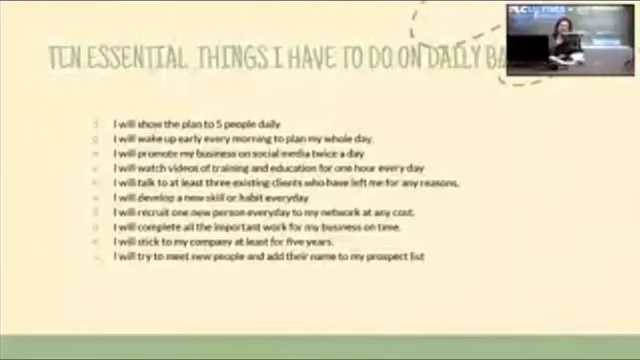 TEN ESSENTIAL THINGS I HAVE TO DO ON DAILY
I will show the plan to 5 people daily
I will wake up early every morning to plan my whole day.
I will promote my business on social media twice a day
I will watch videos of training and education for one hour every day
I will talk to at least three existing clients who have left me for any reasons.
I will develop a new skill or habit everyday
I will recruit one new person everyday to my network at any cost.
I will complete all the important work for my business on time.
I will stick to my company at least for five years.
I will try to meet new people and add their name to my prospect list